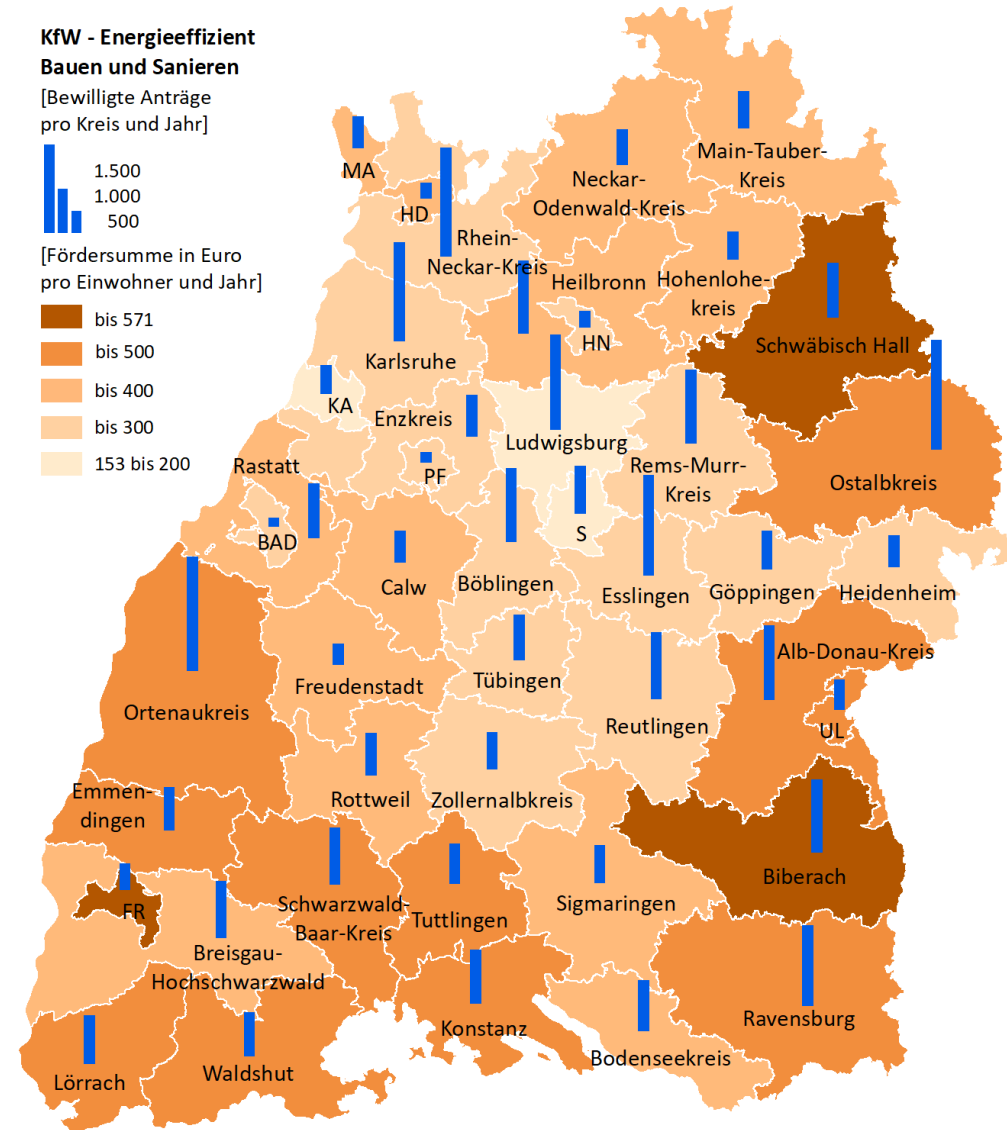 KfW - Energieeffizient
Bauen und Sanieren
[Bewilligte Anträge
pro Kreis und Jahr]
1.500
1.000
500
[Fördersumme in Euro
pro Einwohner und Jahr]
bis 571
bis 500
bis 400
bis 300
153 bis 200
MA
HD
Rhein-
Neckar-Kreis
Neckar-
Odenwald-Kreis
Main-Tauber-
Kreis
Heilbronn
Hohenlohe-
kreis
HN
Schwäbisch Hall
Karlsruhe
KA
Enzkreis
PF
Ludwigsburg
Rems-Murr-
Kreis
Ostalbkreis
Rastatt
BAD
S
Calw
Böblingen
Esslingen
Göppingen
Heidenheim
Freudenstadt
Tübingen
Reutlingen
Alb-Donau-Kreis
UL
Ortenaukreis
Rottweil
Zollernalbkreis
Emmen-
dingen
FR
Breisgau-
Hochschwarzwald
Schwarzwald-
Baar-Kreis
Tuttlingen
Sigmaringen
Biberach
Lörrach
Waldshut
Konstanz
Bodenseekreis
Ravensburg